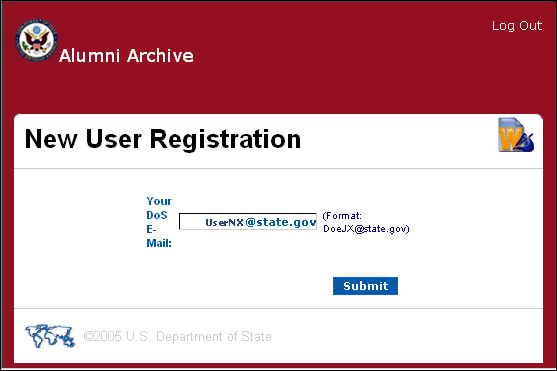 Log Out
Alumni Archive
New User Registration
Your
DoS
E-
Mail:
UserNX@state.gov
(Format:
DoeJX@state.gov)
Submit
©2005 U.S. Department of State